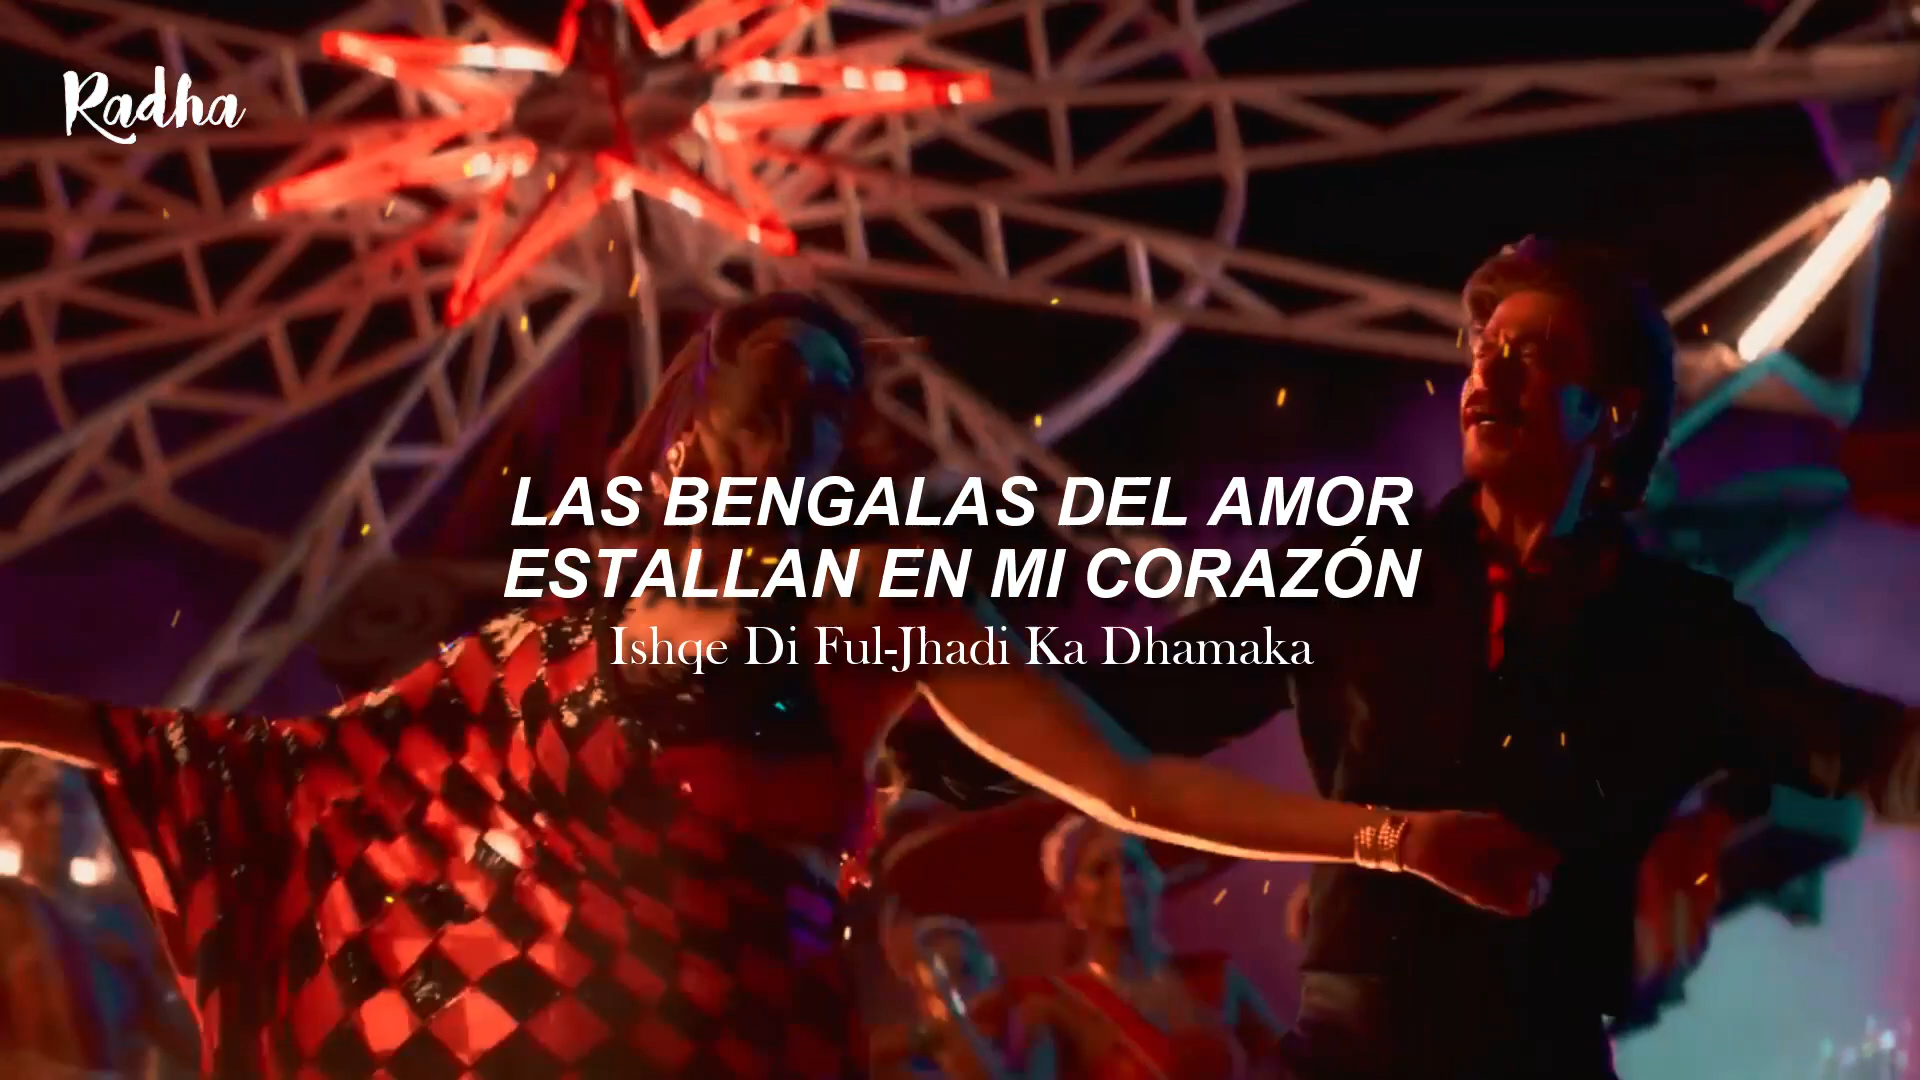 Radha
LAS BENGALAS DEL AMOR
ESTALLAN EN MI CORAZÓN
Ishqe Di Ful-Jhadi Ka Dhamaka